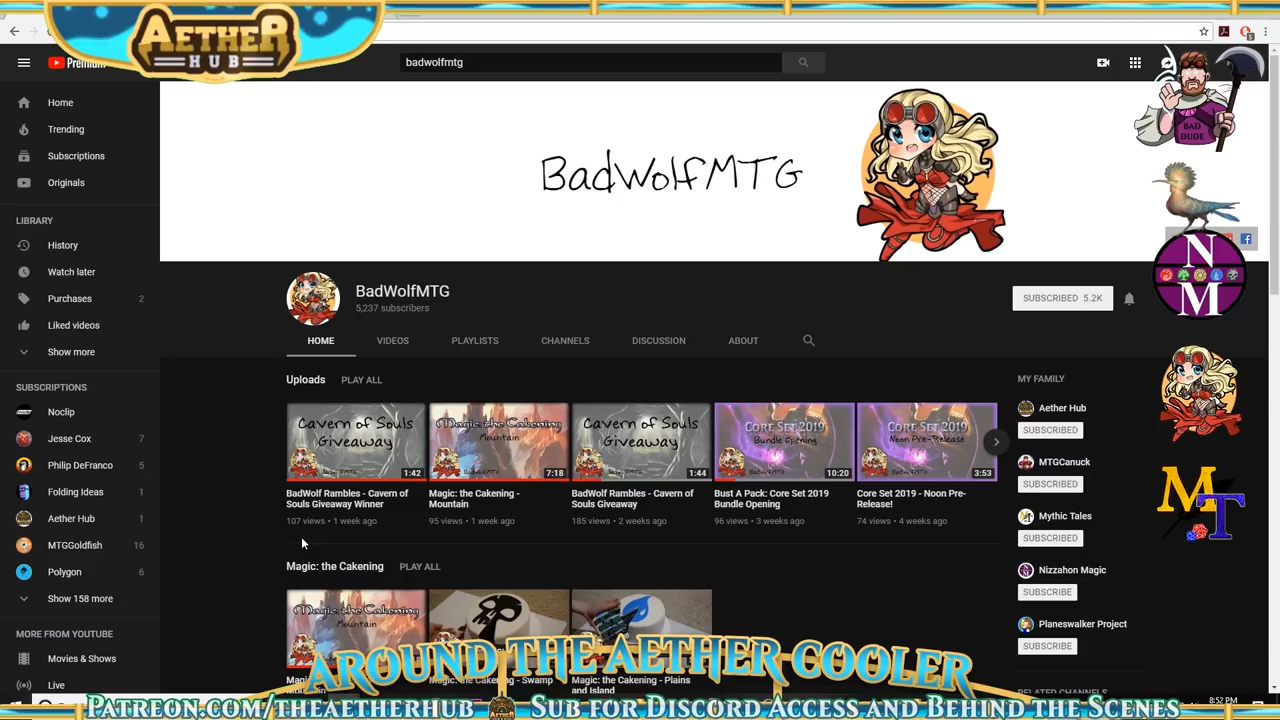 AETHER
HUB
Premium
badwolfmtg
BAD
DUDE
Home
Trending
Subscriptions
Originals
LIBRARY
History
Watch later
Purchases 2
Liked videos
Show more
SUBSCRIPTIONS
Noclip
Jesse Cox 7
Philip DeFranco 5
Folding Ideas 1
Aether Hub 1
MTGGoldfish 16
Polygon 6
Show 158 more
MORE FROM YOUTUBE
Movies & Shows
Live
BadWolfMTG
BadWolfMTG
5,237 subscribers
SUBSCRIBED 5.2K
HOME VIDEOS PLAYLISTS CHANNELS DISCUSSION ABOUT
Uploads PLAY ALL
Cavern of Souls
Giveaway
1:42
BadWolf Rambles - Cavern of
Souls Giveaway Winner
107 views • 1 week ago
Magic: the Cakening
Mountain
7:18
Magic: the Cakening -
Mountain
95 views • 1 week ago
Cavern of Souls
Giveaway
1:44
BadWolf Rambles - Cavern of
Souls Giveaway
185 views • 2 weeks ago
Core Set 2019
Bundle Opening
10:20
Bust A Pack: Core Set 2019
Bundle Opening
96 views • 3 weeks ago
Core Set 2019
Noon Pre-Release
3:53
Core Set 2019 - Noon Pre-
Release!
74 views • 4 weeks ago
Magic: the Cakening PLAY ALL
Magic: the Cakening
Mountain
Magic: the Cakening - Swamp
Magic: the Cakening - Plains
and Island
MY FAMILY
Aether Hub
SUBSCRIBED
MTGCanuck
SUBSCRIBED
Mythic Tales
SUBSCRIBED
Nizzahon Magic
SUBSCRIBE
Planeswalker Project
SUBSCRIBE
RELATED CHANNELS
N
M
MT
AROUND THE AETHER COOLER
8:52 PM
PATREON.COM/THEAETHERHUB SUB FOR DISCORD ACCESS AND BEHIND THE SCENES